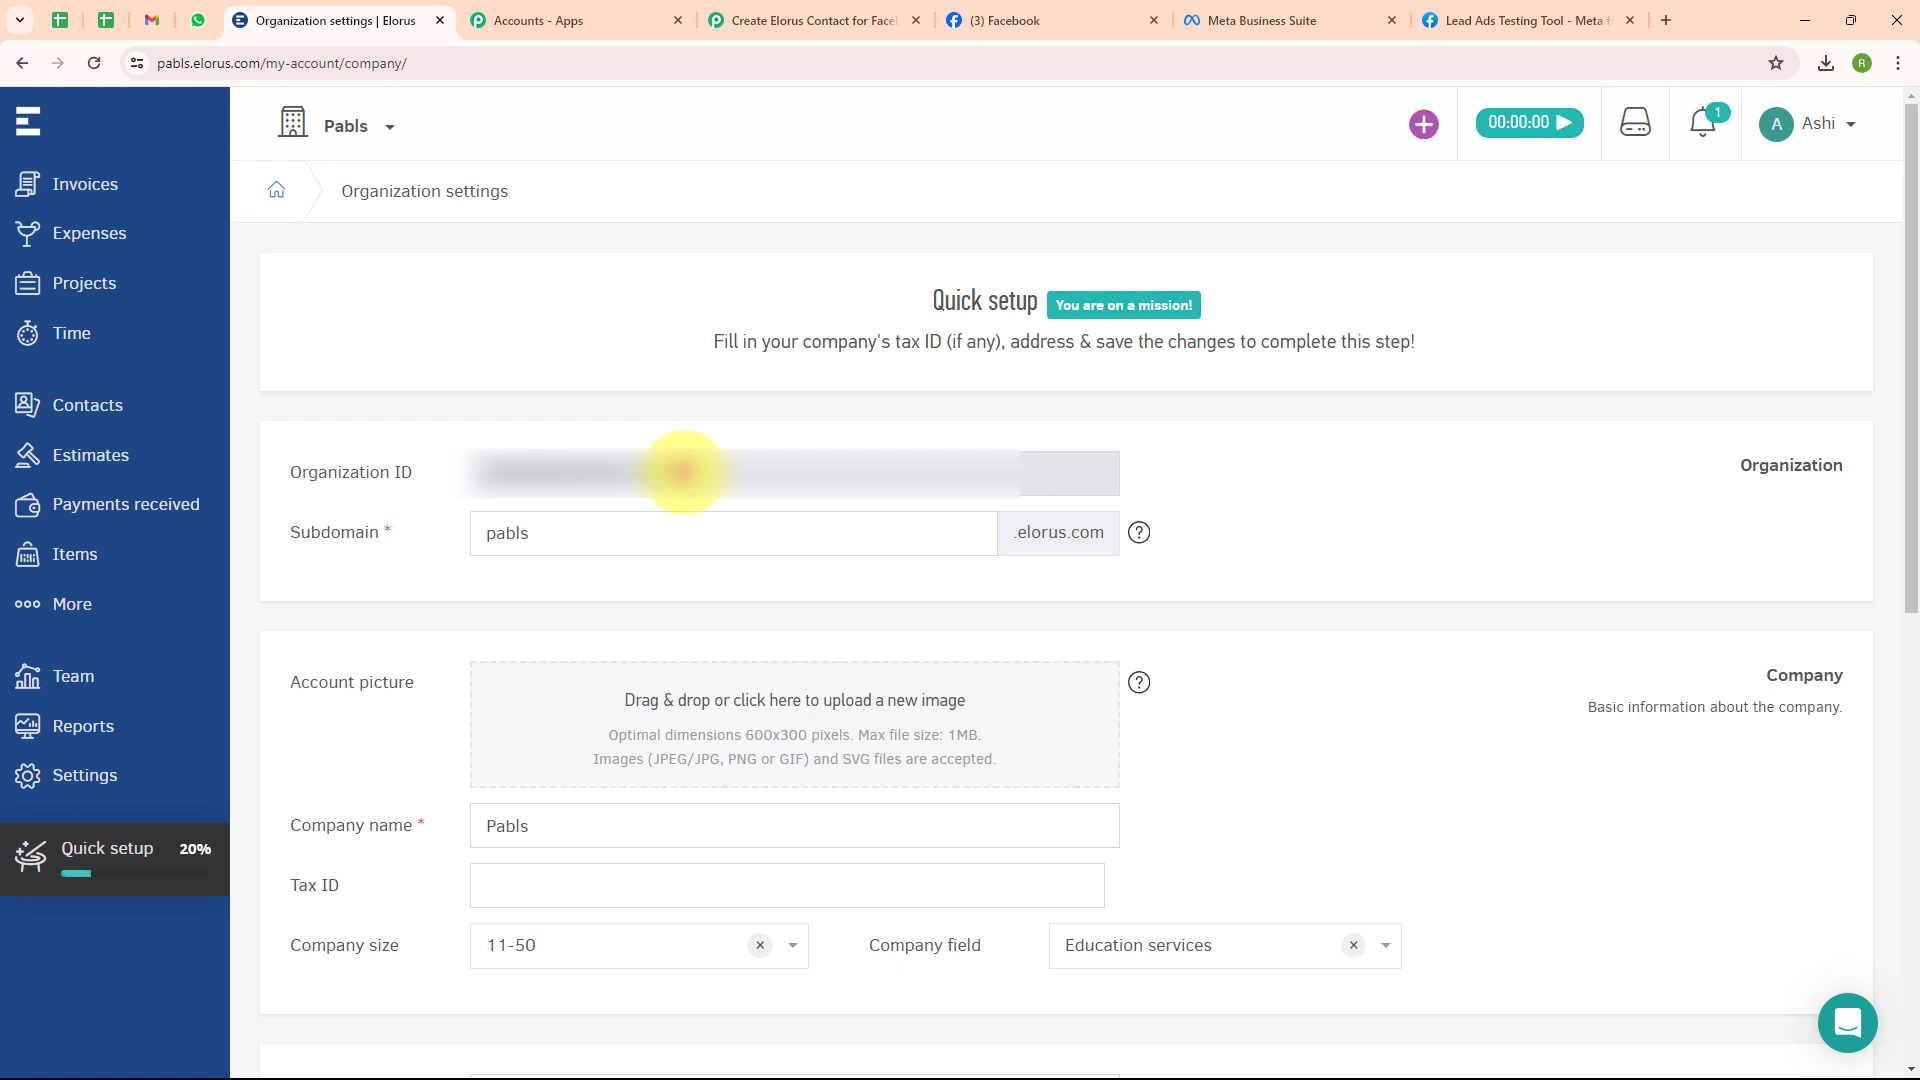 Organization settings | Elorus
Accounts - Apps
Create Elorus Contact for Facel
(3) Facebook
Meta Business Suite
Lead Ads Testing Tool - Meta f
pabls.elorus.com/my-account/company/
R
Pabls
00:00:00
1
A
Ashi
Organization settings
Invoices
Expenses
Projects
Time
Contacts
Estimates
Payments received
Items
More
Team
Reports
Settings
Quick setup 20%
Quick setup You are on a mission!
Fill in your company's tax ID (if any), address & save the changes to complete this step!
Organization ID
Organization
Subdomain *
pabls
.elorus.com
Account picture
Drag & drop or click here to upload a new image
Optimal dimensions 600x300 pixels. Max file size: 1MB.
Images (JPEG/JPG, PNG or GIF) and SVG files are accepted.
Company
Basic information about the company.
Company name *
Pabls
Tax ID
Company size
11-50
Company field
Education services